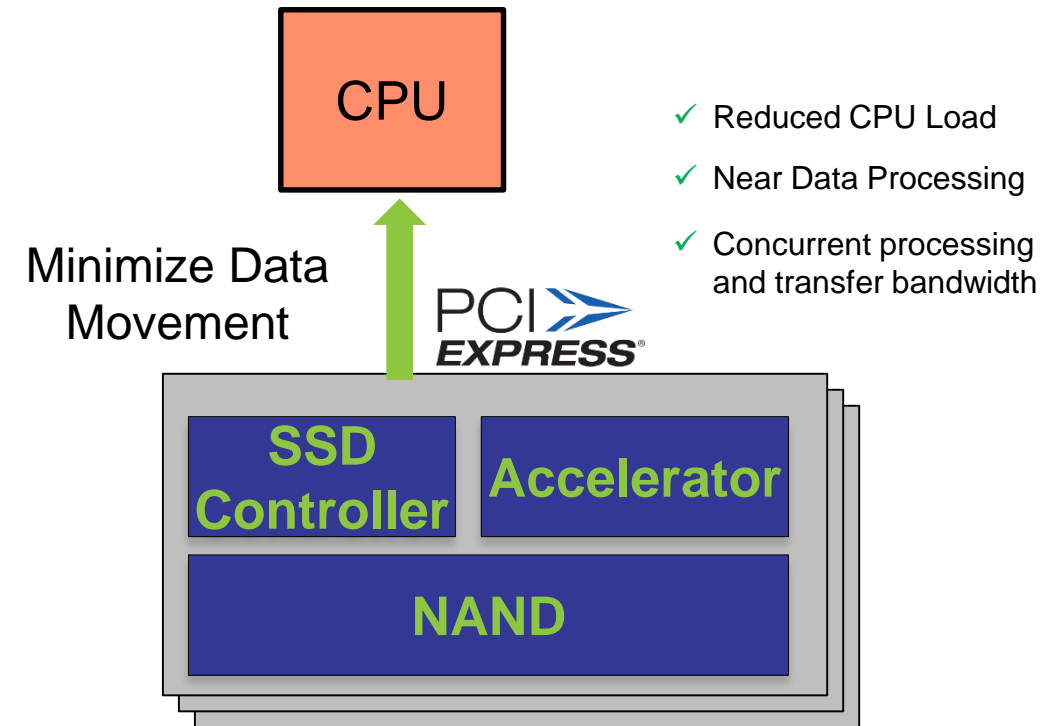 CPU
✓ Reduced CPU Load
✓ Near Data Processing
✓ Concurrent processing
and transfer bandwidth
Minimize Data
Movement
PCI
EXPRESS®
SSD
Controller
Accelerator
NAND